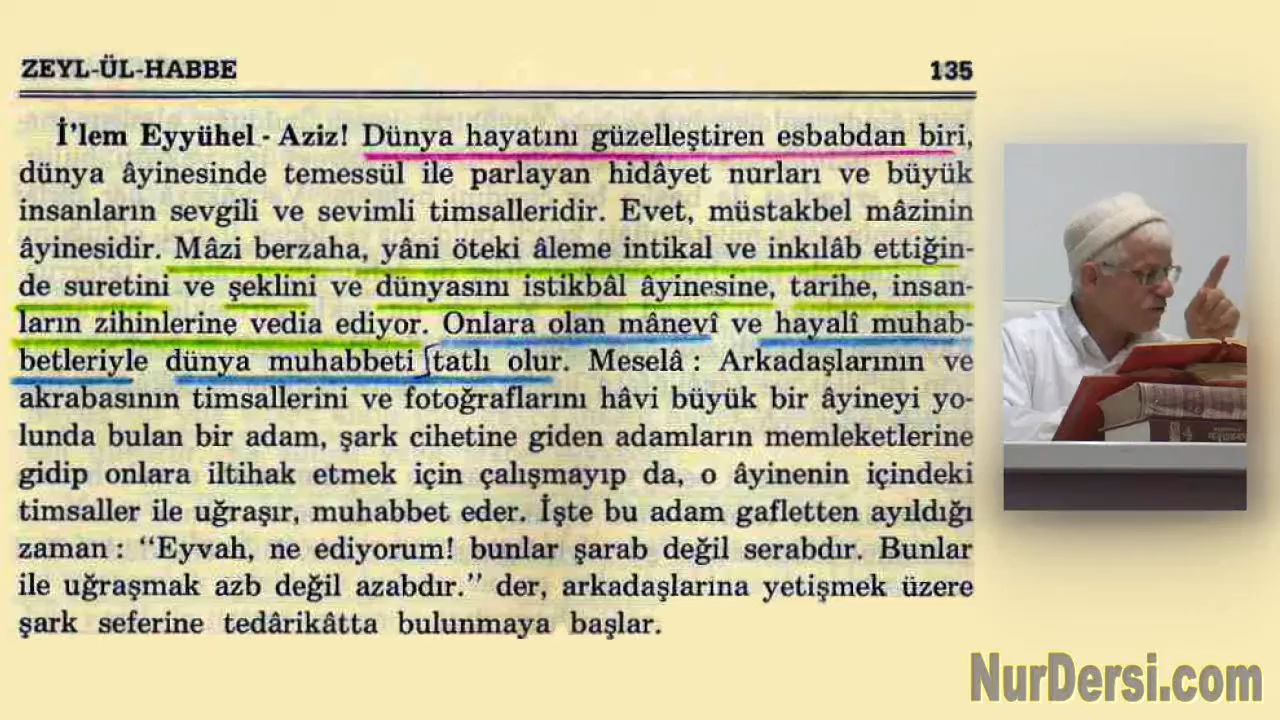 ZEYL-ÜL-HABBE 135
İ'lem Eyyühel - Aziz! Dünya hayatını güzelleştiren esbabdan biri,
dünya âyinesinde temessül ile parlayan hidâyet nurları ve büyük
insanların sevgili ve sevimli timsalleridir. Evet, müstakbel mâzinin
âyinesidir. Mâzi berzaha, yâni öteki âleme intikal ve inkılâb ettiğin-
de suretini ve şeklini ve dünyasını istikbâl âyinesine, tarihe, insan-
ların zihinlerine vedia ediyor. Onlara olan mânevî ve hayalî muhab-
betleriyle dünya muhabbeti tatlı olur. Meselâ : Arkadaşlarının ve
akrabasının timsallerini ve fotoğraflarını hâvi büyük bir âyineyi yo-
lunda bulan bir adam, şark cihetine giden adamların memleketlerine
gidip onlara iltihak etmek için çalışmayıp da, o âyinenin içindeki
timsaller ile uğraşır, muhabbet eder. İşte bu adam gafletten ayıldığı
zaman : "Eyvah, ne ediyorum! bunlar şarab değil serabdır. Bunlar
ile uğraşmak azb değil azabdır." der, arkadaşlarına yetişmek üzere
şark seferine tedârikâtta bulunmaya başlar.
NurDersi.com